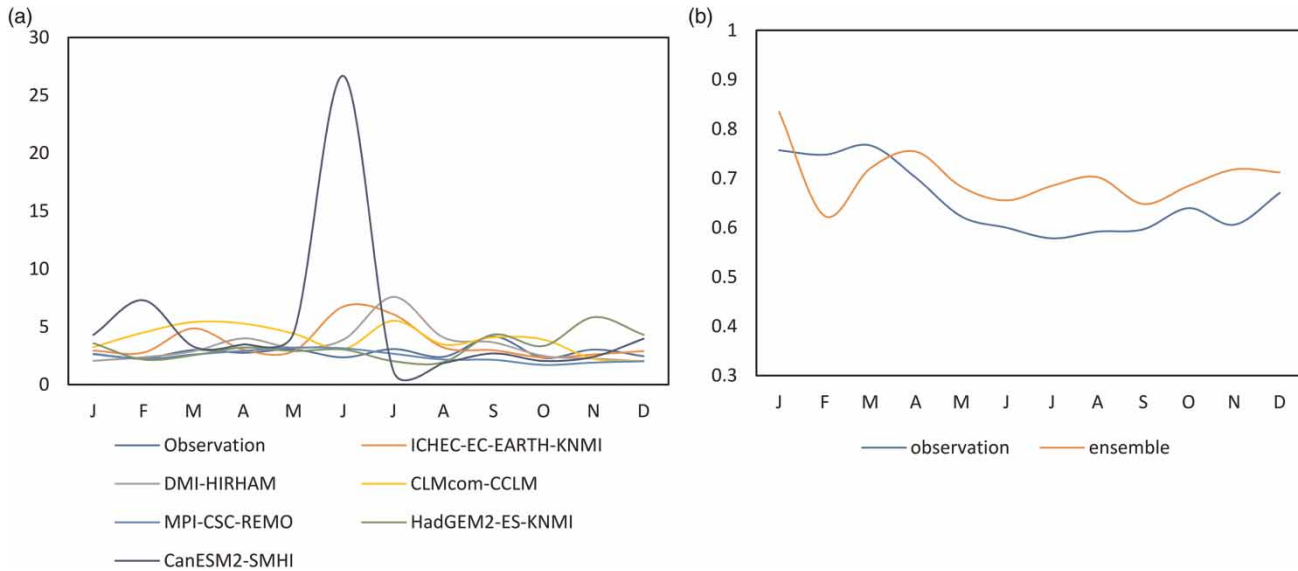 (a)
30
25
20
15
10
5
0
J F M A M J J A S O N D
Observation ICHEC-EC-EARTH-KNMI
DMI-HIRHAM CLMcom-CCLM
MPI-CSC-REMO HadGEM2-ES-KNMI
CanESM2-SMHI
(b)
1
0.9
0.8
0.7
0.6
0.5
0.4
0.3
J F M A M J J A S O N D
observation ensemble